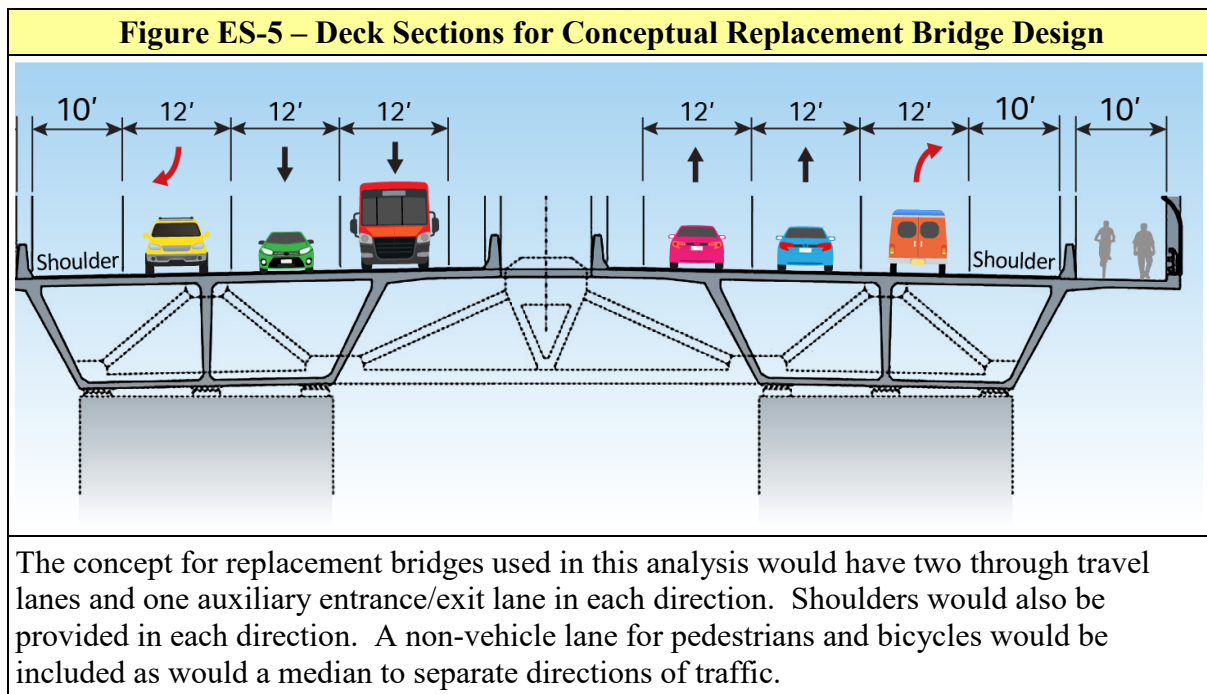 Figure ES-5 – Deck Sections for Conceptual Replacement Bridge Design
10' 12' 12' 12' 12' 12' 12' 10' 10'
Shoulder Shoulder
The concept for replacement bridges used in this analysis would have two through travel
lanes and one auxiliary entrance/exit lane in each direction. Shoulders would also be
provided in each direction. A non-vehicle lane for pedestrians and bicycles would be
included as would a median to separate directions of traffic.